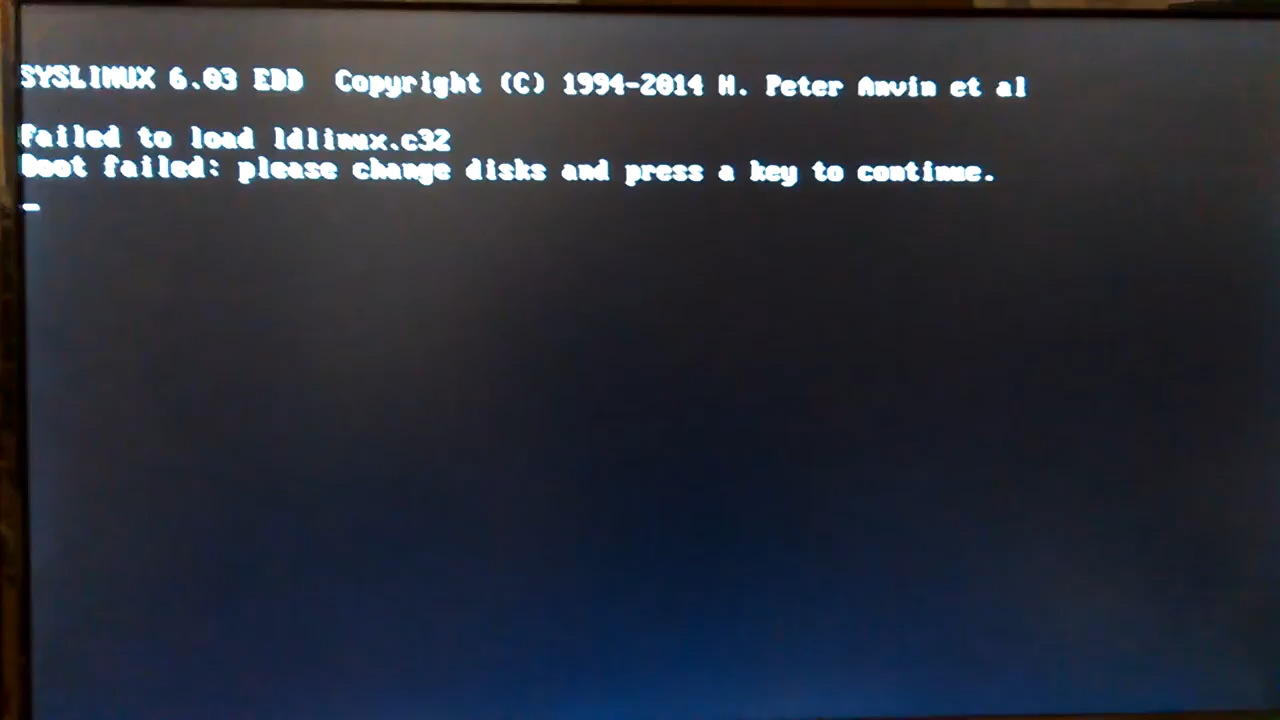 SYSLINUX 6.03 EDD  Copyright (C) 1994-2014 H. Peter Anvin et al
Failed to load ldlinux.c32
Boot failed: please change disks and press a key to continue.
_